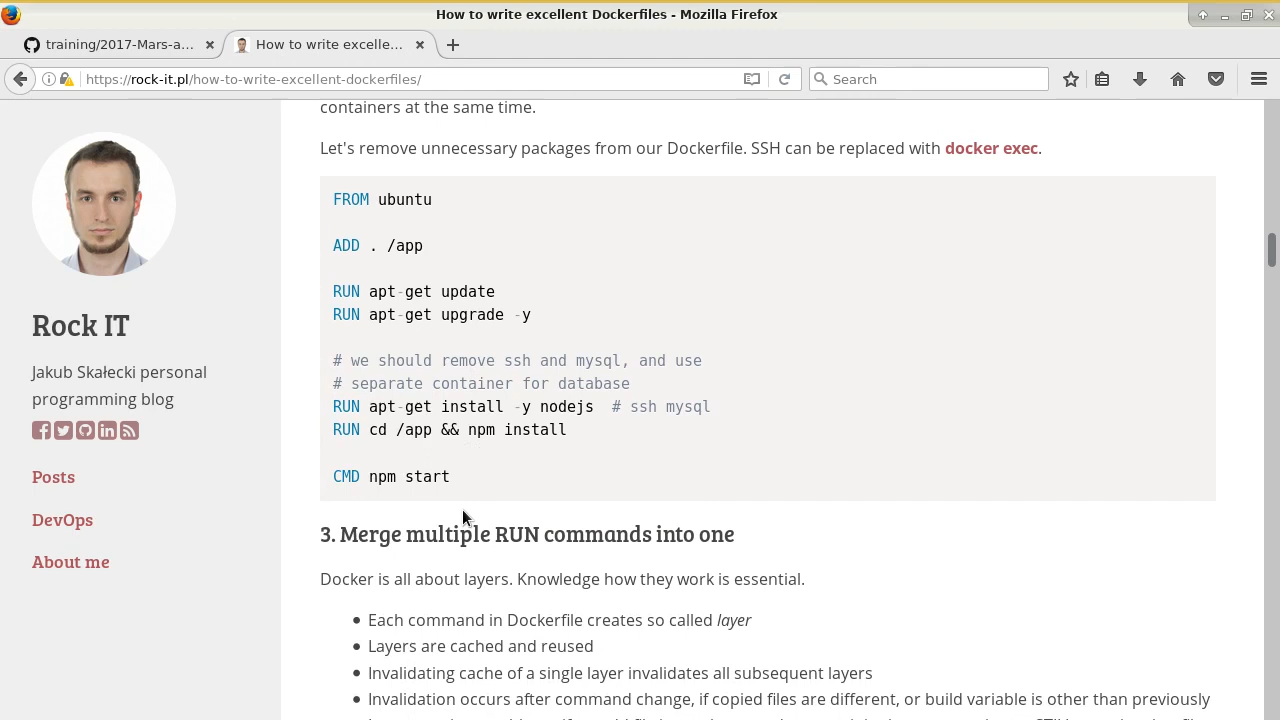 How to write excellent Dockerfiles - Mozilla Firefox
training/2017-Mars-a... How to write excelle...
https://rock-it.pl/how-to-write-excellent-dockerfiles/ Search
Rock IT
Jakub Skałecki personal
programming blog
Posts
DevOps
About me
containers at the same time.
Let's remove unnecessary packages from our Dockerfile. SSH can be replaced with docker exec.
FROM ubuntu
ADD . /app
RUN apt-get update
RUN apt-get upgrade -y
# we should remove ssh and mysql, and use
# separate container for database
RUN apt-get install -y nodejs # ssh mysql
RUN cd /app && npm install
CMD npm start
3. Merge multiple RUN commands into one
Docker is all about layers. Knowledge how they work is essential.
• Each command in Dockerfile creates so called layer
• Layers are cached and reused
• Invalidating cache of a single layer invalidates all subsequent layers
• Invalidation occurs after command change, if copied files are different, or build variable is other than previously